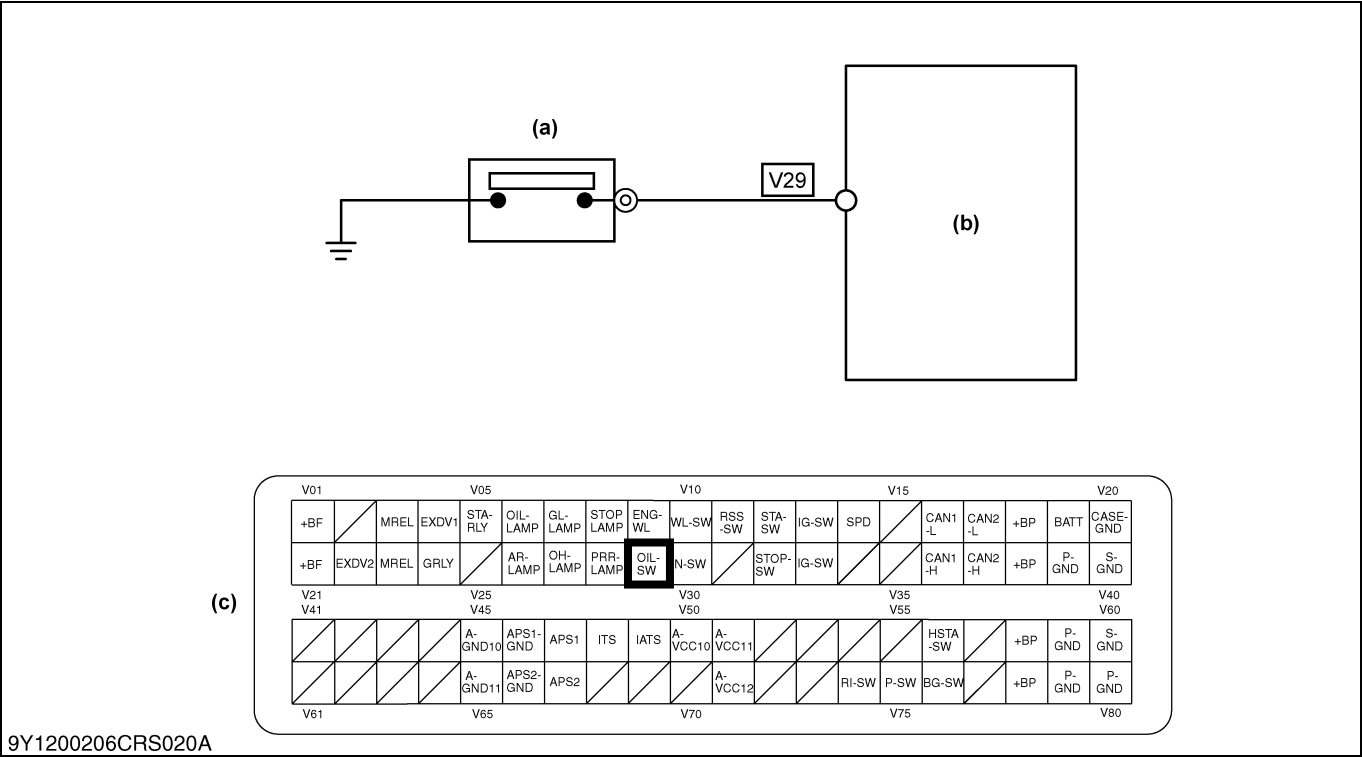 (a)
V29
(b)
V01 V05 V10 V15 V20
+BF MREL EXDV1 STA-RLY OIL-LAMP GL-LAMP STOP LAMP ENG-WL WL-SW RSS-SW STA-SW IG-SW SPD CAN1-L CAN2-L +BP BATT CASE-GND
+BF EXDV2 MREL GRLY AR-LAMP OH-LAMP PRR-LAMP OIL-SW N-SW STOP-SW IG-SW CAN1-H CAN2-H +BP P-GND S-GND
(c)
V21 V25 V30 V35 V40
V41 V45 V50 V55 V60
A-GND10 APS1-GND APS1 ITS IATS A-VCC10 A-VCC11 HSTA-SW +BP P-GND S-GND
A-GND11 APS2-GND APS2 A-VCC12 RI-SW P-SW BG-SW +BP P-GND P-GND
V61 V65 V70 V75 V80
9Y1200206CRS020A